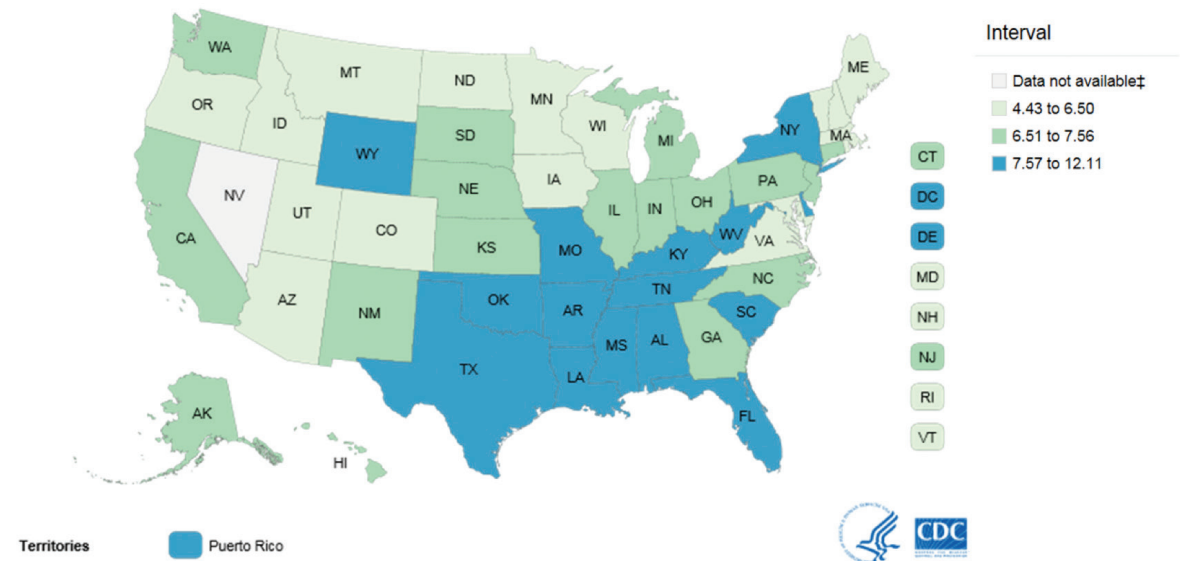 Interval
Data not available‡
4.43 to 6.50
6.51 to 7.56
7.57 to 12.11
WA
MT
ND
MN
ME
OR
ID
SD
WI
MI
NY
MA
WY
IA
PA
NV
NE
IL
IN
OH
UT
CO
KS
MO
KY
WV
VA
CA
AZ
NM
OK
AR
TN
NC
SC
TX
LA
MS
AL
GA
FL
AK
HI
CT
DC
DE
MD
NH
NJ
RI
VT
Territories
Puerto Rico
CDC